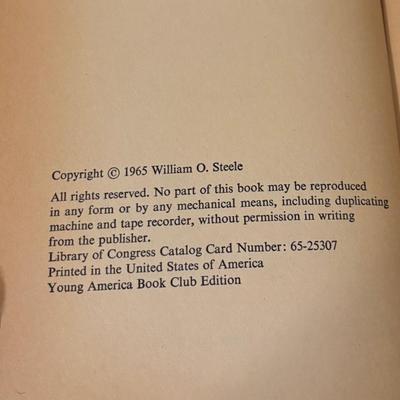 Copyright © 1965 William O. Steele
All rights reserved. No part of this book may be reproduced
in any form or by any mechanical means, including duplicating
machine and tape recorder, without permission in writing
from the publisher.
Library of Congress Catalog Card Number: 65-25307
Printed in the United States of America
Young America Book Club Edition